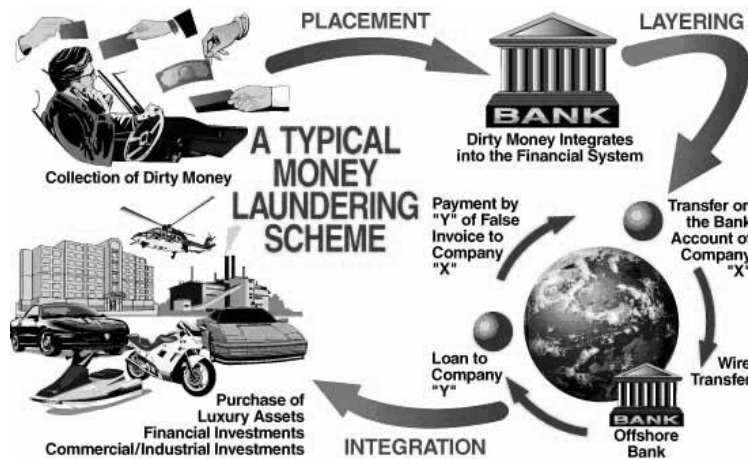 PLACEMENT
LAYERING
BANK
Dirty Money Integrates
into the Financial System
Collection of Dirty Money
A TYPICAL
MONEY
LAUNDERING
SCHEME
Payment by
"Y" of False
Invoice to
Company
"X"
Transfer on
the Bank
Account of
Company
"X"
Loan to
Company
"Y"
Wire
Transfer
BANK
Offshore
Bank
Purchase of
Luxury Assets
Financial Investments
Commercial/Industrial Investments
INTEGRATION